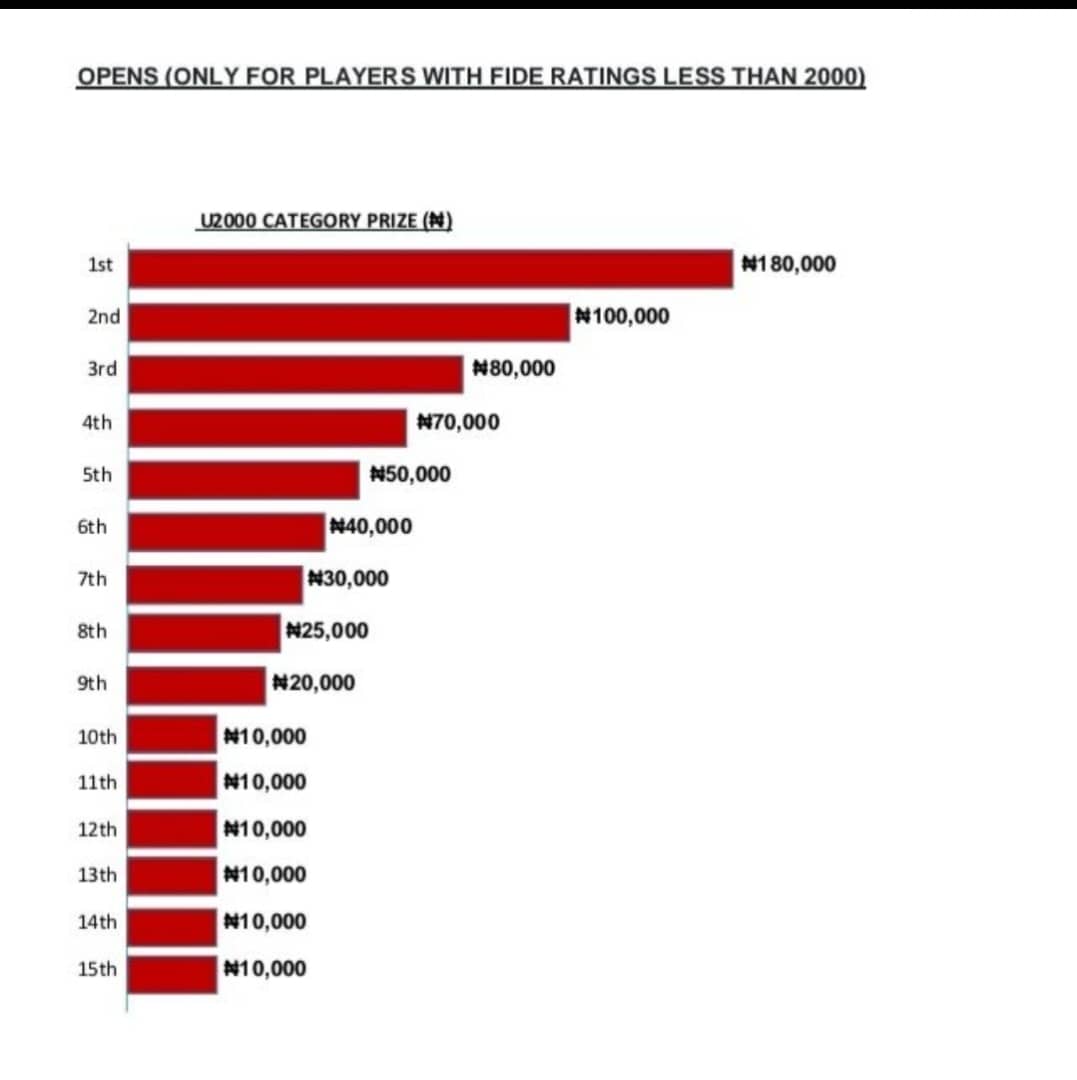 OPENS (ONLY FOR PLAYERS WITH FIDE RATINGS LESS THAN 2000)
U2000 CATEGORY PRIZE (₦)
1st ₦180,000
2nd ₦100,000
3rd ₦80,000
4th ₦70,000
5th ₦50,000
6th ₦40,000
7th ₦30,000
8th ₦25,000
9th ₦20,000
10th ₦10,000
11th ₦10,000
12th ₦10,000
13th ₦10,000
14th ₦10,000
15th ₦10,000